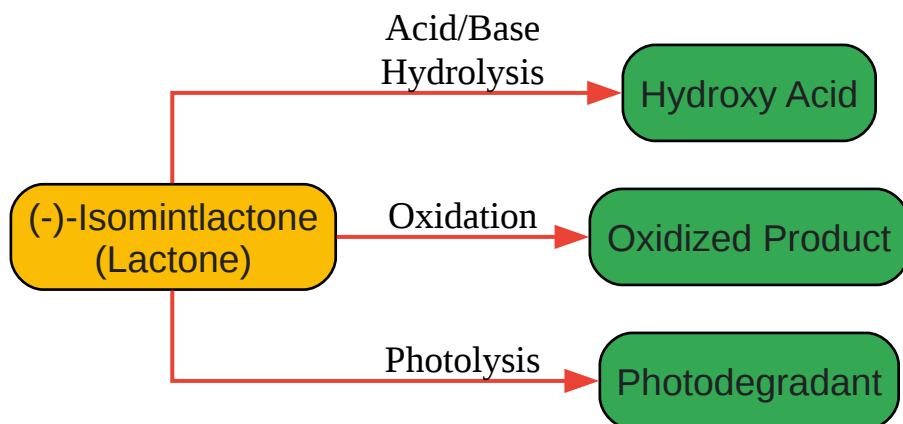 Acid/Base
Hydrolysis
Hydroxy Acid
(-)-Isomintlactone
(Lactone)
Oxidation
Oxidized Product
Photolysis
Photodegradant